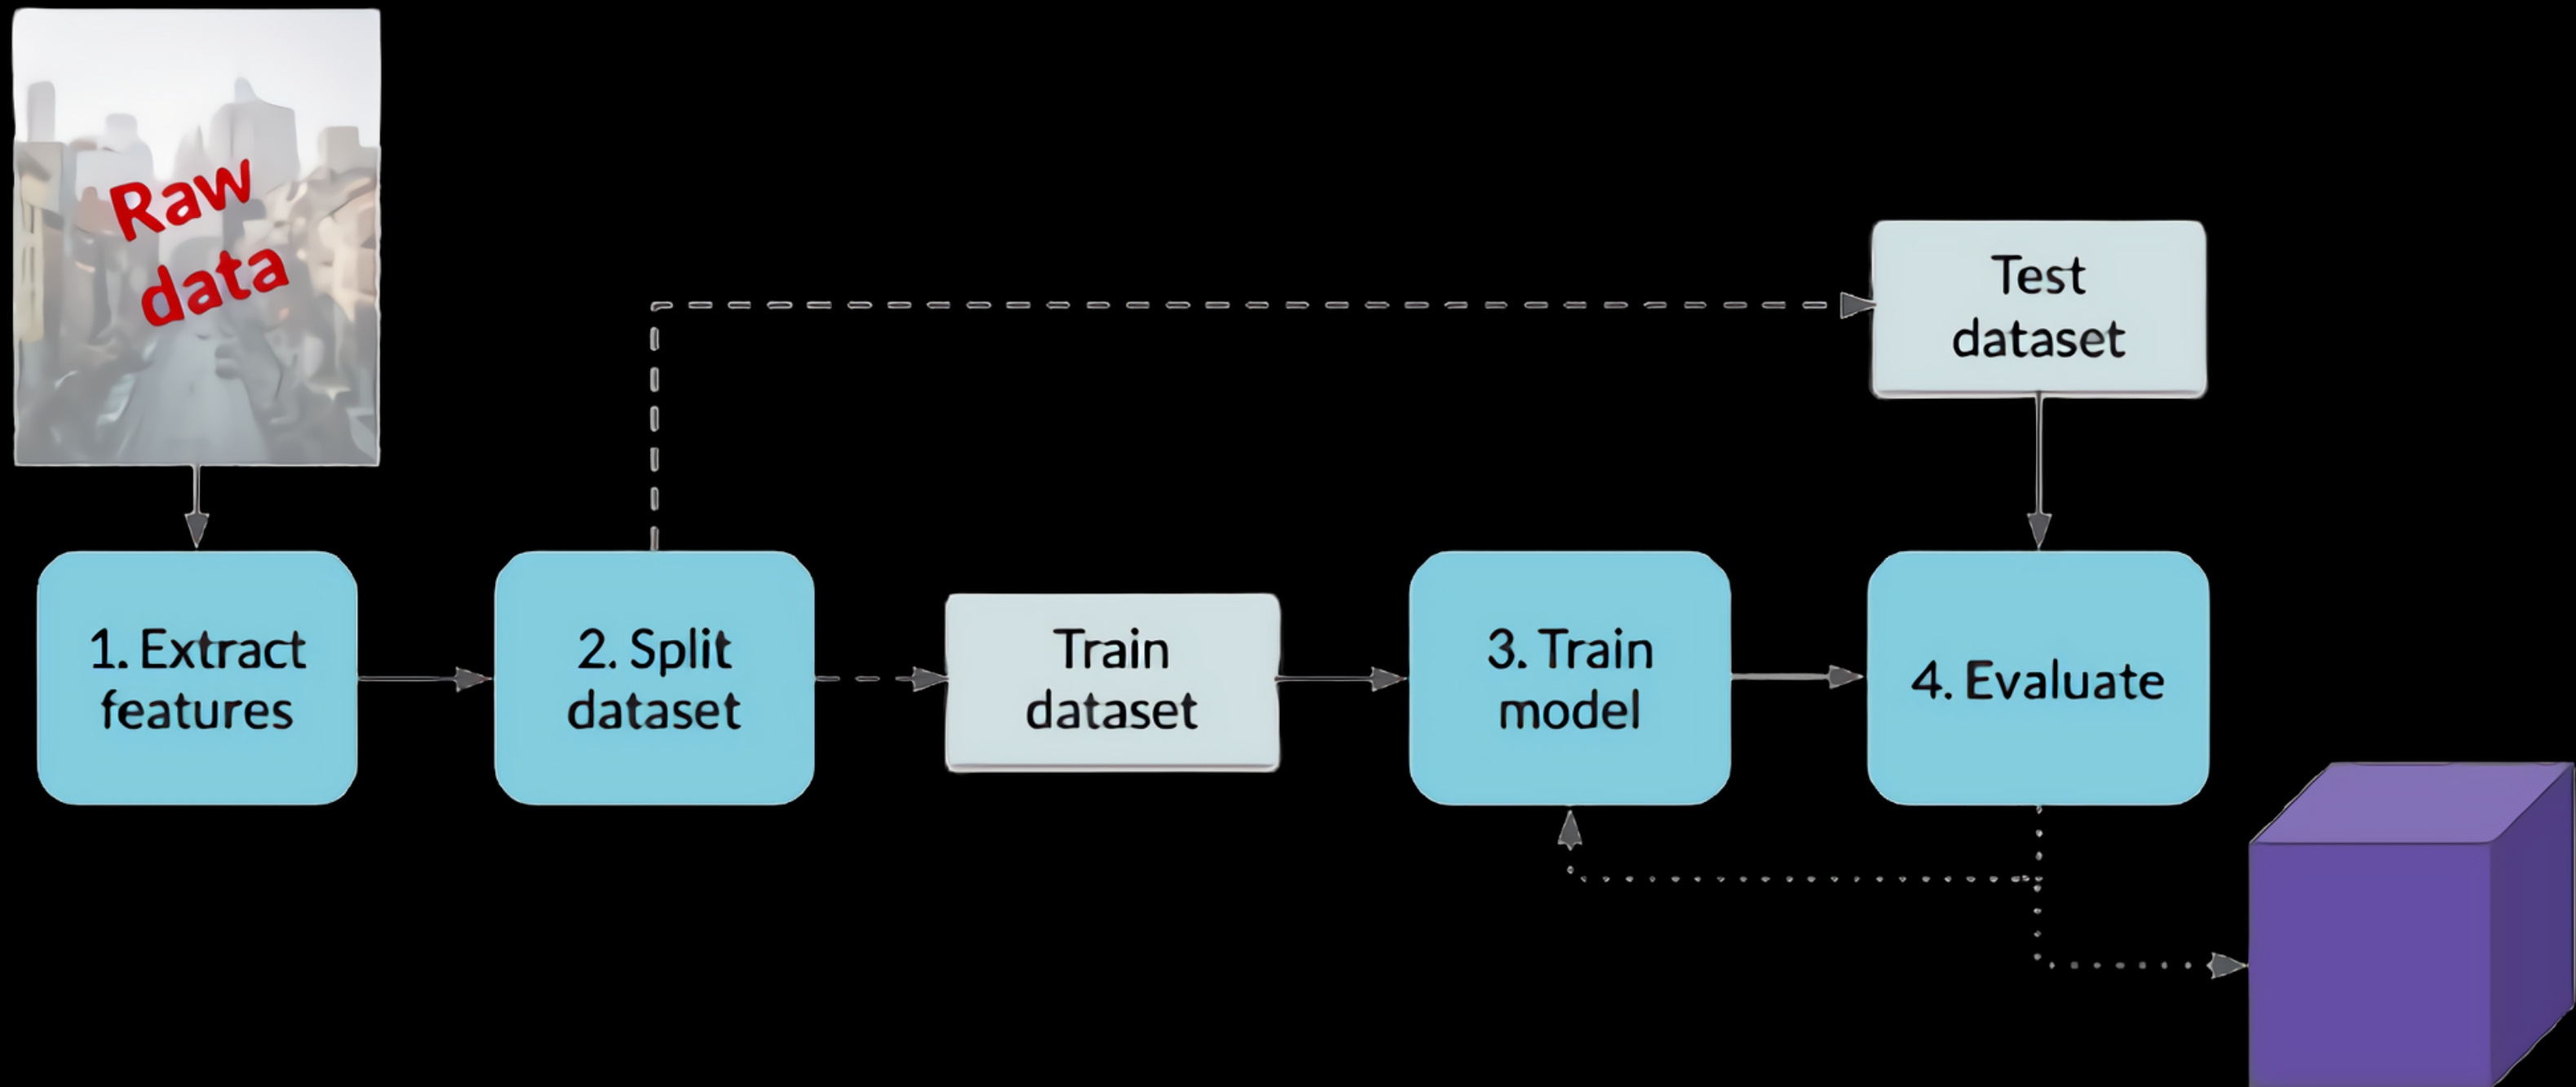 Raw
data
Test
dataset
1. Extract
features
2. Split
dataset
Train
dataset
3. Train
model
4. Evaluate